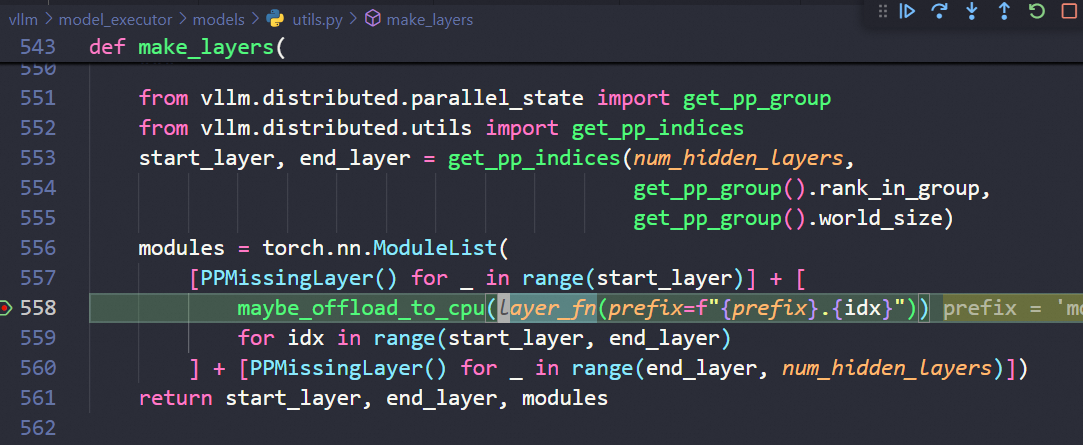 vllm > model_executor > models > utils.py > make_layers
543 def make_layers(
550
551 from vllm.distributed.parallel_state import get_pp_group
552 from vllm.distributed.utils import get_pp_indices
553 start_layer, end_layer = get_pp_indices(num_hidden_layers,
554 get_pp_group().rank_in_group,
555 get_pp_group().world_size)
556 modules = torch.nn.ModuleList(
557 [PPMissingLayer() for _ in range(start_layer)] + [
558 maybe_offload_to_cpu(layer_fn(prefix=f"{prefix}.{idx}")) prefix = 'mo
559 for idx in range(start_layer, end_layer)
560 ] + [PPMissingLayer() for _ in range(end_layer, num_hidden_layers)])
561 return start_layer, end_layer, modules
562